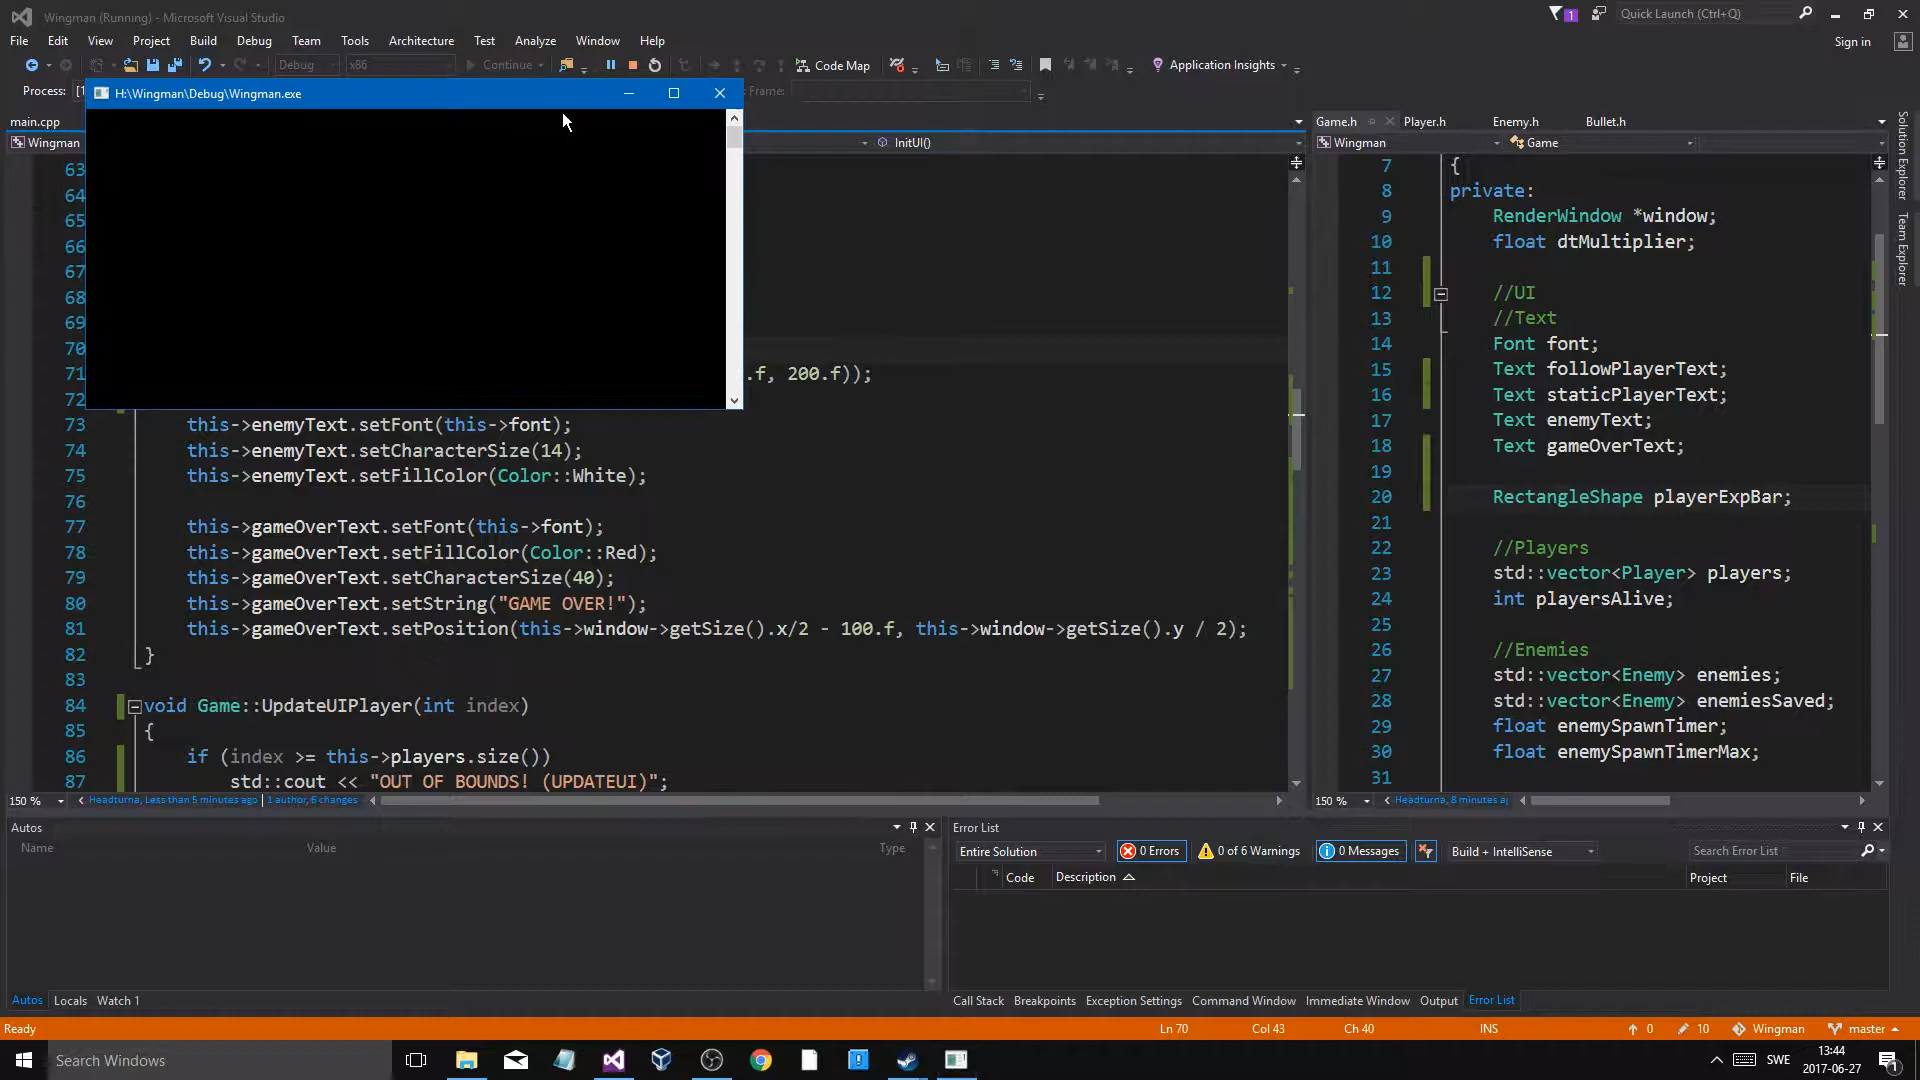 Wingman (Running) - Microsoft Visual Studio
1
Quick Launch (Ctrl+Q)
File Edit View Project Build Debug Team Tools Architecture Test Analyze Window Help
Sign in
Debug x86 Continue Code Map Application Insights
Process: [1 Frame:
H:\Wingman\Debug\Wingman.exe
main.cpp
Wingman
InitUI()
63
64
65
66
67
68
69
70
71 .f, 200.f));
72
73 this->enemyText.setFont(this->font);
74 this->enemyText.setCharacterSize(14);
75 this->enemyText.setFillColor(Color::White);
76
77 this->gameOverText.setFont(this->font);
78 this->gameOverText.setFillColor(Color::Red);
79 this->gameOverText.setCharacterSize(40);
80 this->gameOverText.setString("GAME OVER!");
81 this->gameOverText.setPosition(this->window->getSize().x/2 - 100.f, this->window->getSize().y / 2);
82 }
83
84 void Game::UpdateUIPlayer(int index)
85 {
86 if (index >= this->players.size())
87 std::cout << "OUT OF BOUNDS! (UPDATEUI)";
150 % Headturna, Less than 5 minutes ago | 1 author, 6 changes
Game.h Player.h Enemy.h Bullet.h
Wingman Game
7 {
8 private:
9 RenderWindow *window;
10 float dtMultiplier;
11
12 //UI
13 //Text
14 Font font;
15 Text followPlayerText;
16 Text staticPlayerText;
17 Text enemyText;
18 Text gameOverText;
19
20 RectangleShape playerExpBar;
21
22 //Players
23 std::vector<Player> players;
24 int playersAlive;
25
26 //Enemies
27 std::vector<Enemy> enemies;
28 std::vector<Enemy> enemiesSaved;
29 float enemySpawnTimer;
30 float enemySpawnTimerMax;
31
150 % Headturna, 8 minutes a
Solution Explorer
Team Explorer
Autos
Name Value Type
Autos Locals Watch 1
Error List
Entire Solution 0 Errors 0 of 6 Warnings 0 Messages Build + IntelliSense Search Error List
Code Description Project File
Call Stack Breakpoints Exception Settings Command Window Immediate Window Output Error List
Ready Ln 70 Col 43 Ch 40 INS 0 10 Wingman master
Search Windows
SWE
13:44
2017-06-27
1